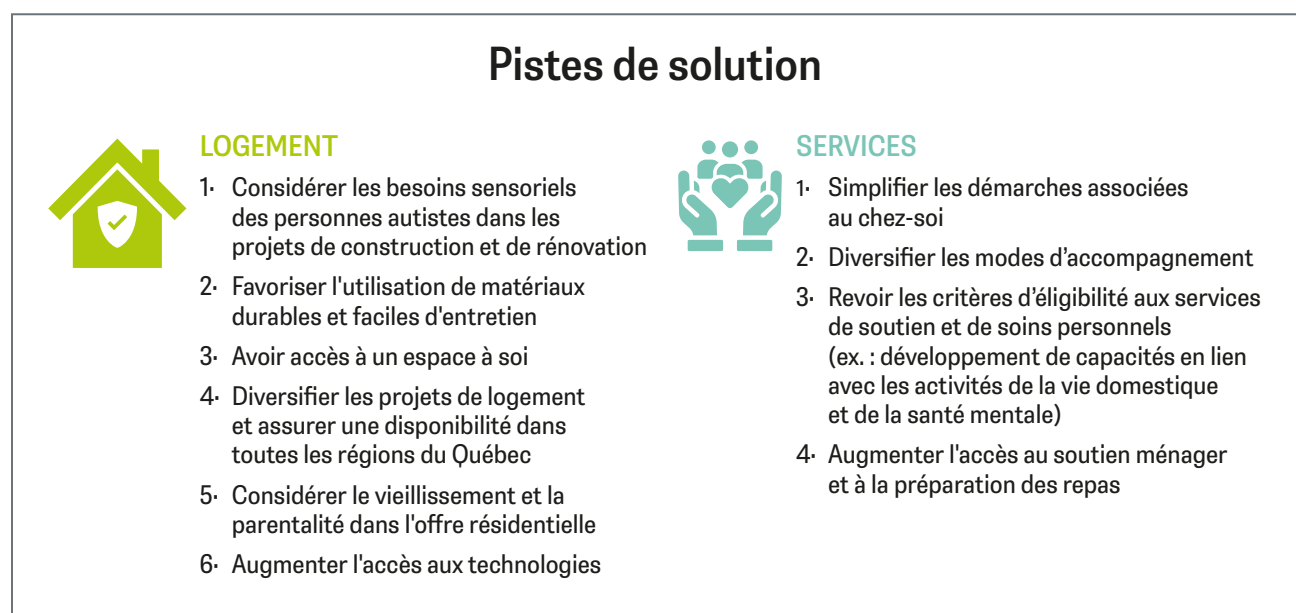 Pistes de solution
LOGEMENT
1· Considérer les besoins sensoriels
des personnes autistes dans les
projets de construction et de rénovation
2· Favoriser l'utilisation de matériaux
durables et faciles d'entretien
3· Avoir accès à un espace à soi
4· Diversifier les projets de logement
et assurer une disponibilité dans
toutes les régions du Québec
5· Considérer le vieillissement et la
parentalité dans l'offre résidentielle
6· Augmenter l'accès aux technologies
SERVICES
1· Simplifier les démarches associées
au chez-soi
2· Diversifier les modes d’accompagnement
3· Revoir les critères d’éligibilité aux services
de soutien et de soins personnels
(ex. : développement de capacités en lien
avec les activités de la vie domestique
et de la santé mentale)
4· Augmenter l'accès au soutien ménager
et à la préparation des repas